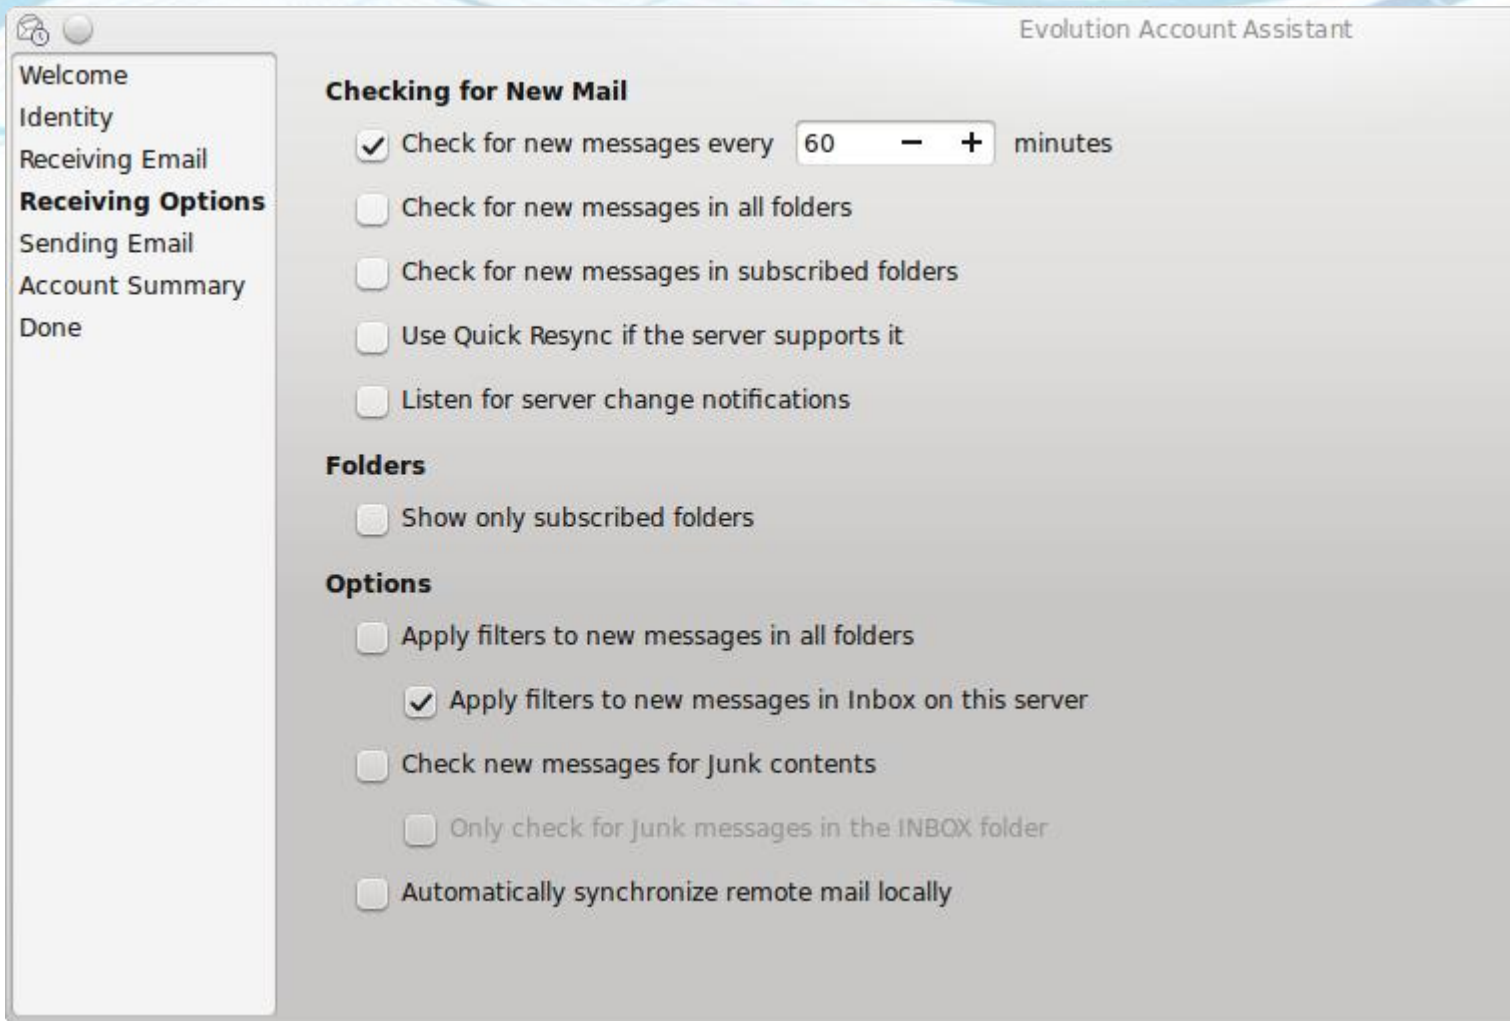 Evolution Account Assistant
Welcome
Identity
Receiving Email
Receiving Options
Sending Email
Account Summary
Done
Checking for New Mail
Check for new messages every 60 − + minutes
Check for new messages in all folders
Check for new messages in subscribed folders
Use Quick Resync if the server supports it
Listen for server change notifications
Folders
Show only subscribed folders
Options
Apply filters to new messages in all folders
Apply filters to new messages in Inbox on this server
Check new messages for Junk contents
Only check for Junk messages in the INBOX folder
Automatically synchronize remote mail locally